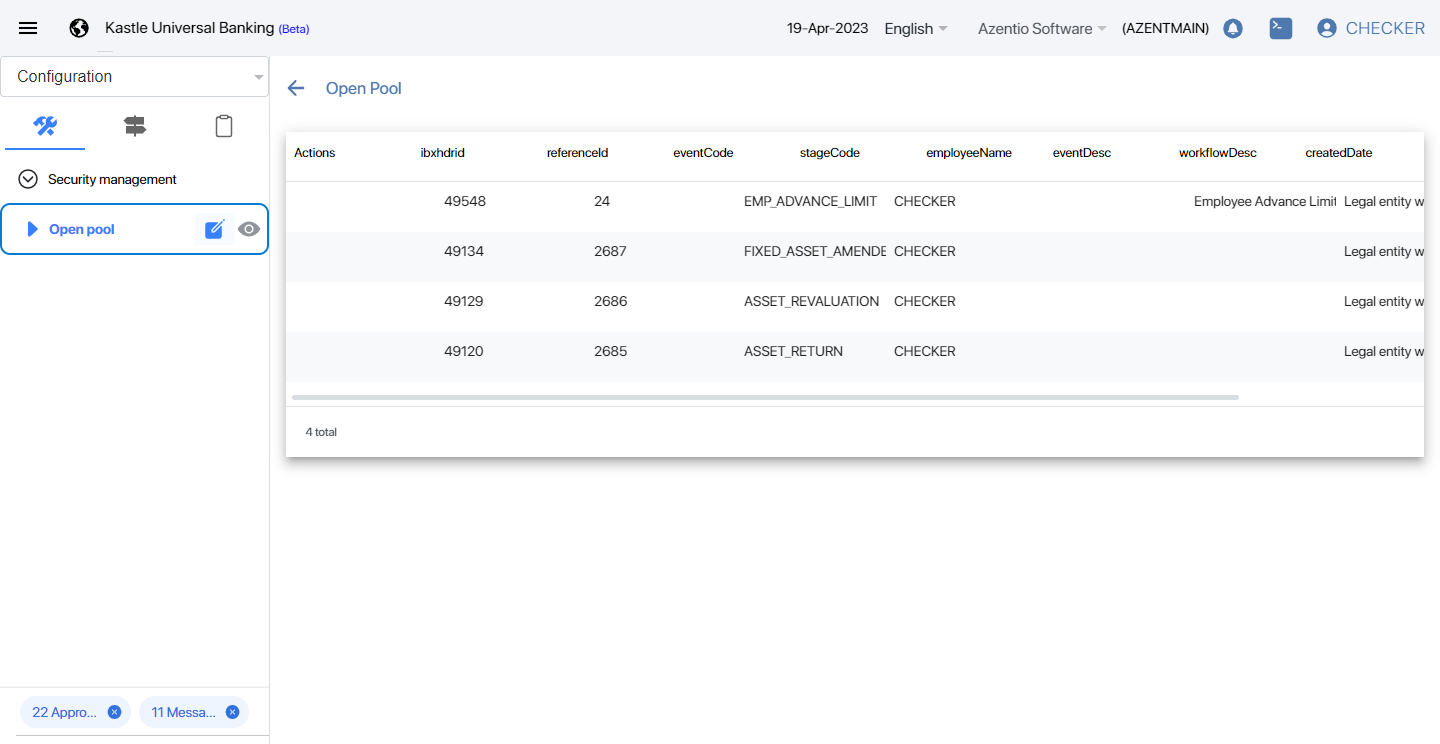 Kastle Universal Banking (Beta)
19-Apr-2023 English Azentio Software (AZENTMAIN) CHECKER
Configuration
Security management
Open pool
22 Appro... 11 Messa...
Open Pool
Actions ibxhdrid referenceId eventCode stageCode employeeName eventDesc workflowDesc createdDate
49548 24 EMP_ADVANCE_LIMIT CHECKER Employee Advance Limit Legal entity w
49134 2687 FIXED_ASSET_AMENDE CHECKER Legal entity w
49129 2686 ASSET_REVALUATION CHECKER Legal entity w
49120 2685 ASSET_RETURN CHECKER Legal entity w
4 total